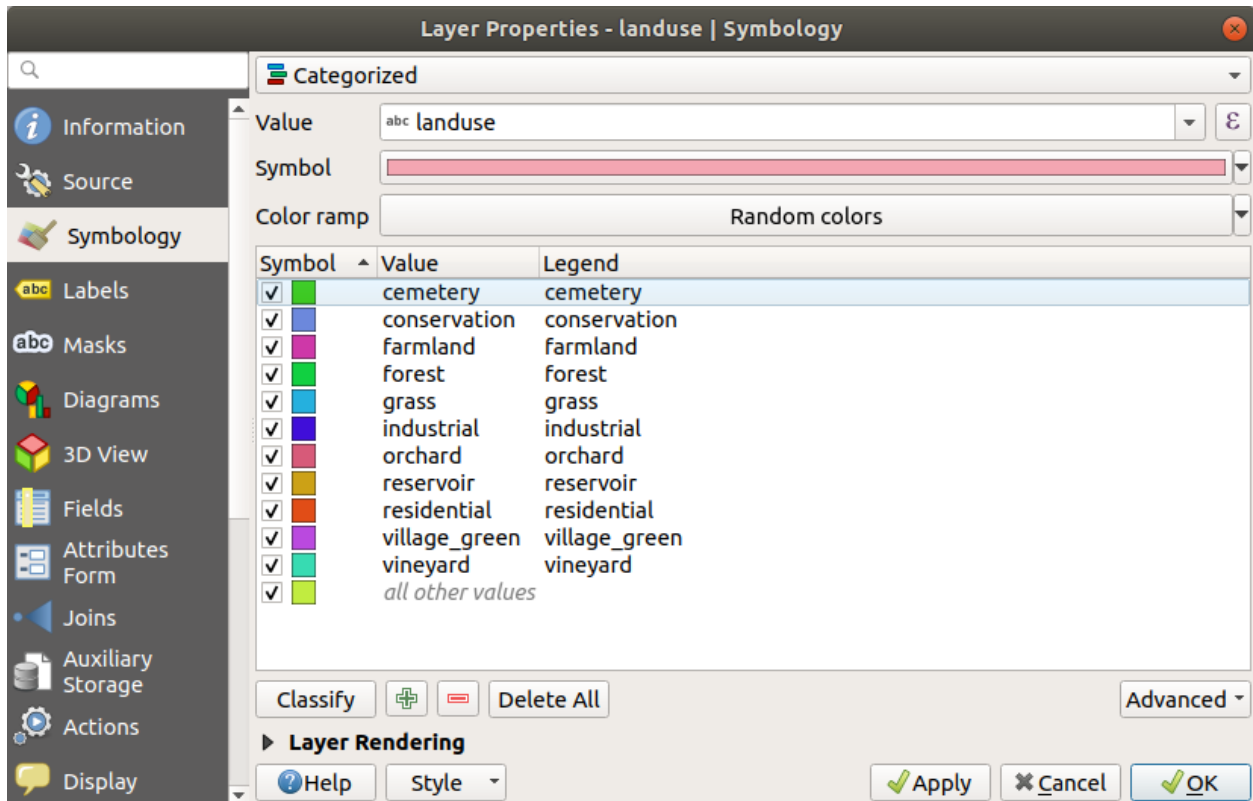 Layer Properties - landuse | Symbology
Categorized
Information
Value abc landuse ε
Source
Symbol
Symbology
Color ramp Random colors
Symbol Value Legend
abc Labels
cemetery cemetery
conservation conservation
abc Masks
farmland farmland
forest forest
Diagrams
grass grass
industrial industrial
3D View
orchard orchard
reservoir reservoir
Fields
residential residential
village_green village_green
Attributes
Form
vineyard vineyard
all other values
Joins
Auxiliary
Storage
Classify Delete All Advanced
Actions
Layer Rendering
Display
Help Style Apply Cancel OK